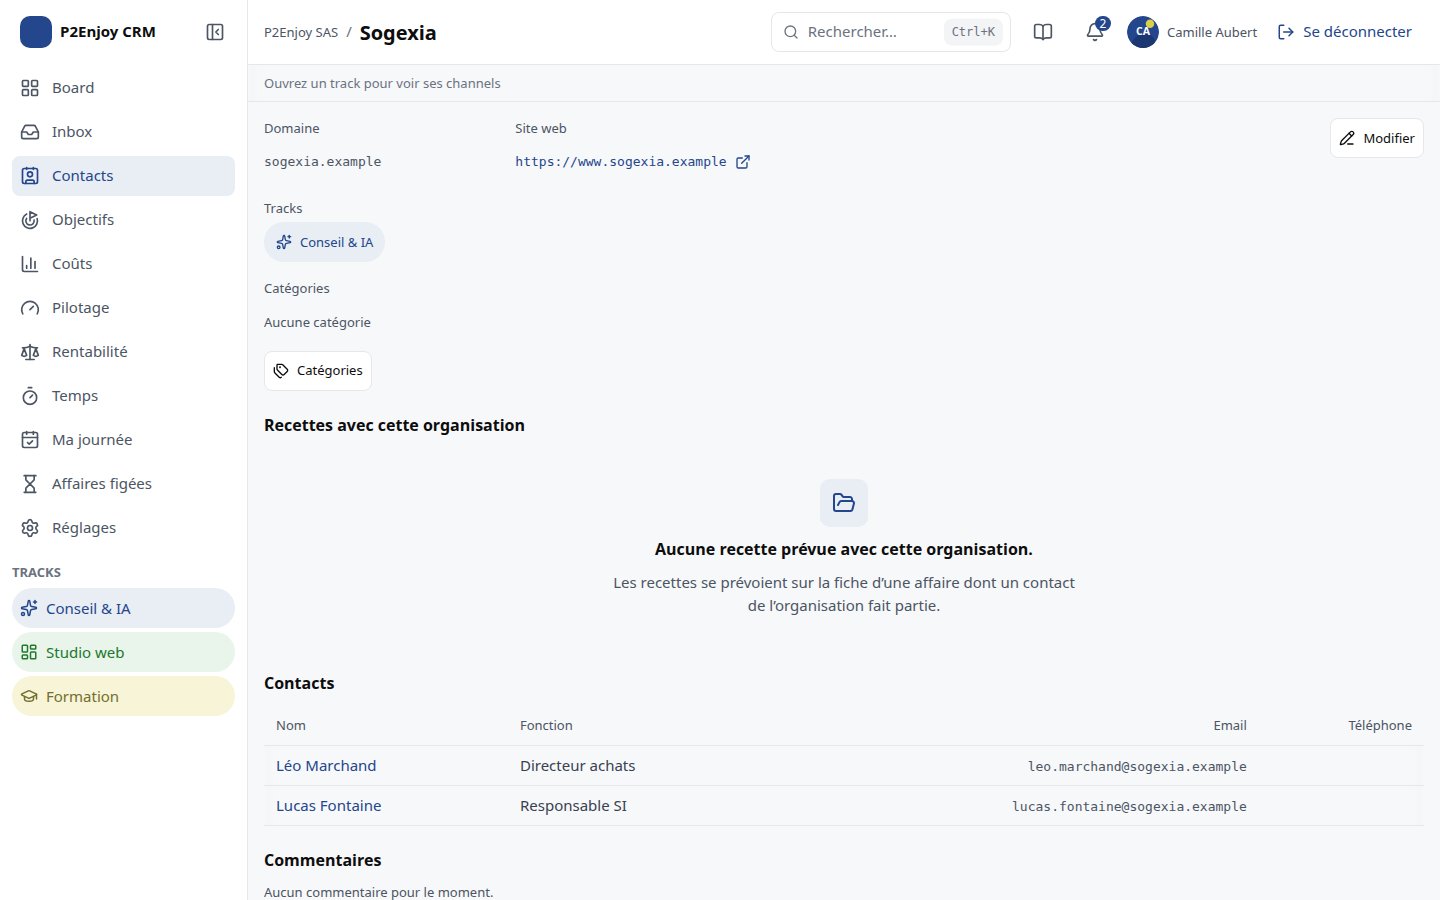 P2Enjoy CRM
P2Enjoy SAS / Sogexia
Rechercher... Ctrl+K
2
CA
Camille Aubert
Se déconnecter
Board
Inbox
Contacts
Objectifs
Coûts
Pilotage
Rentabilité
Temps
Ma journée
Affaires figées
Réglages
TRACKS
Conseil & IA
Studio web
Formation
Ouvrez un track pour voir ses channels
Domaine
sogexia.example
Site web
https://www.sogexia.example
Modifier
Tracks
Conseil & IA
Catégories
Aucune catégorie
Catégories
Recettes avec cette organisation
Aucune recette prévue avec cette organisation.
Les recettes se prévoient sur la fiche d’une affaire dont un contact
de l’organisation fait partie.
Contacts
Nom Fonction Email Téléphone
Léo Marchand Directeur achats leo.marchand@sogexia.example
Lucas Fontaine Responsable SI lucas.fontaine@sogexia.example
Commentaires
Aucun commentaire pour le moment.